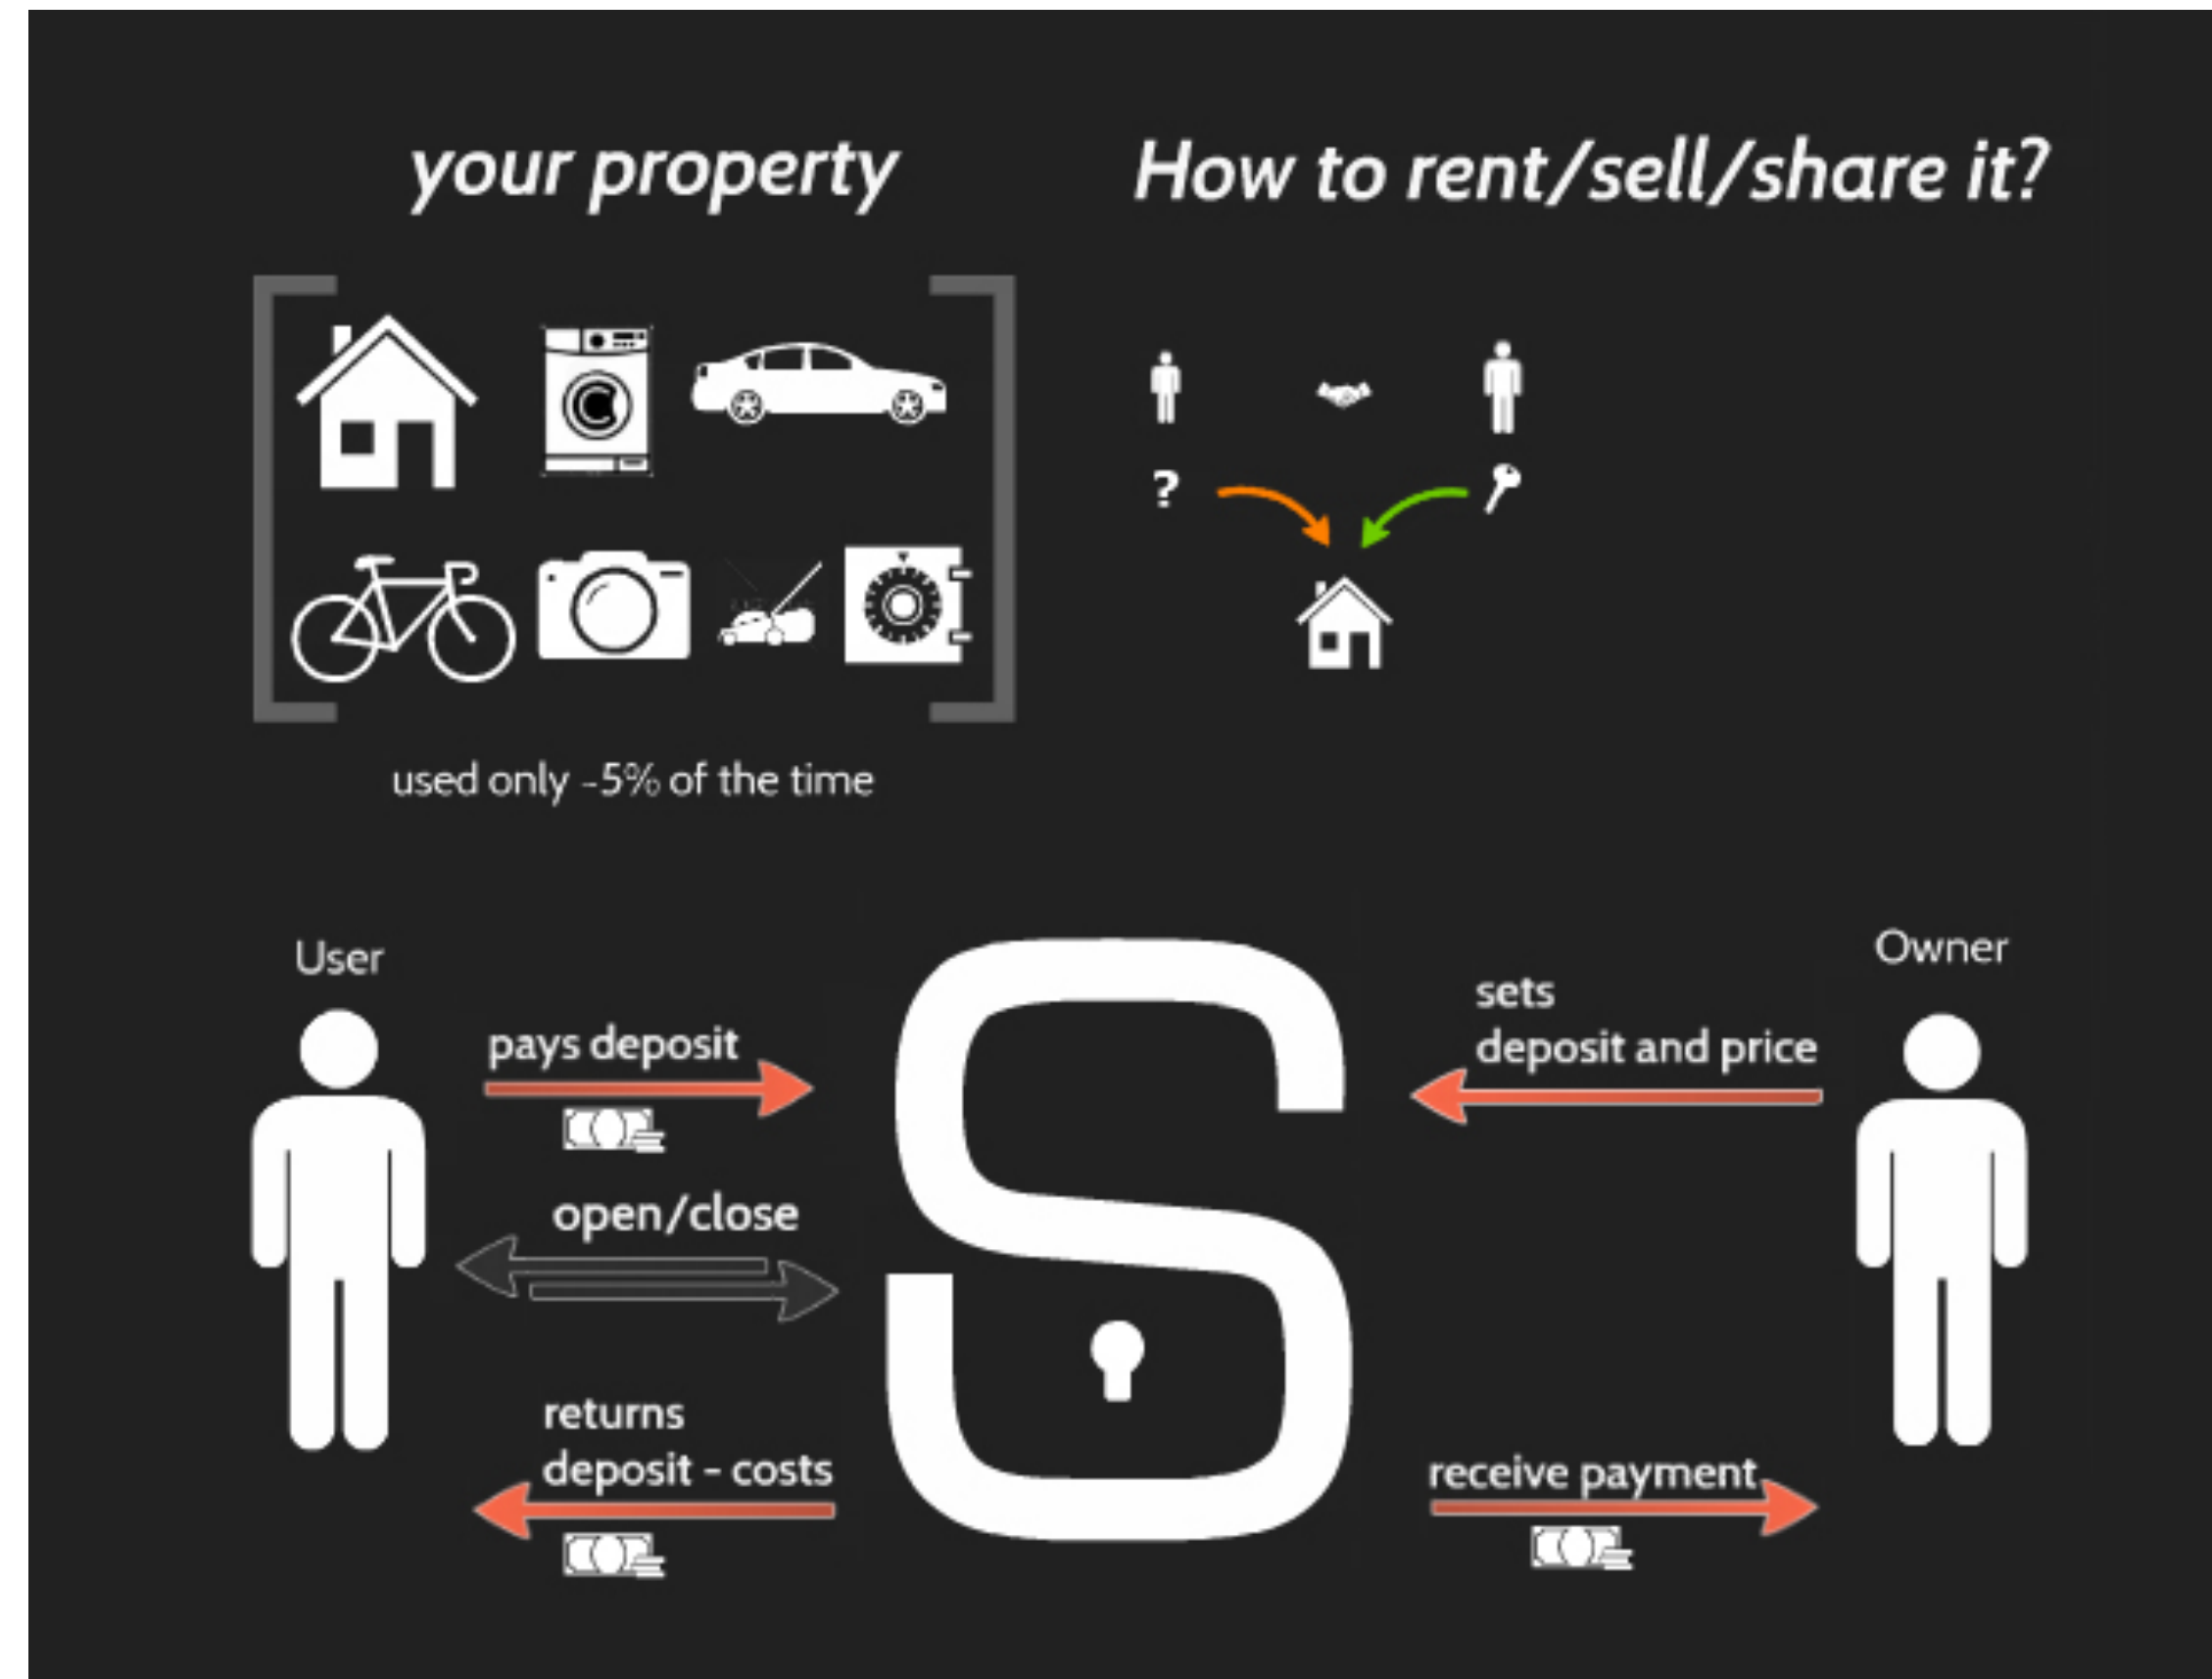 your property
How to rent/sell/share it?
?
used only ~5% of the time
User
Owner
pays deposit
sets
deposit and price
open/close
returns
deposit - costs
receive payment
S